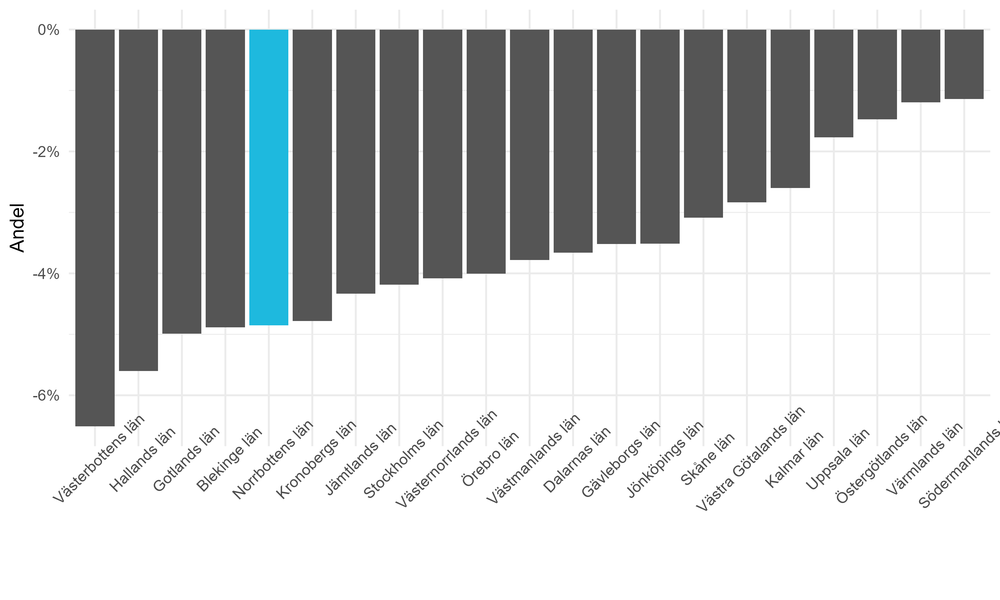 0%
-2%
-4%
-6%
Andel
Västerbottens län
Hallands län
Gotlands län
Blekinge län
Norrbottens län
Kronobergs län
Jämtlands län
Stockholms län
Västernorrlands län
Örebro län
Västmanlands län
Dalarnas län
Gävleborgs län
Jönköpings län
Skåne län
Västra Götalands län
Kalmar län
Uppsala län
Östergötlands län
Värmlands län
Södermanlands